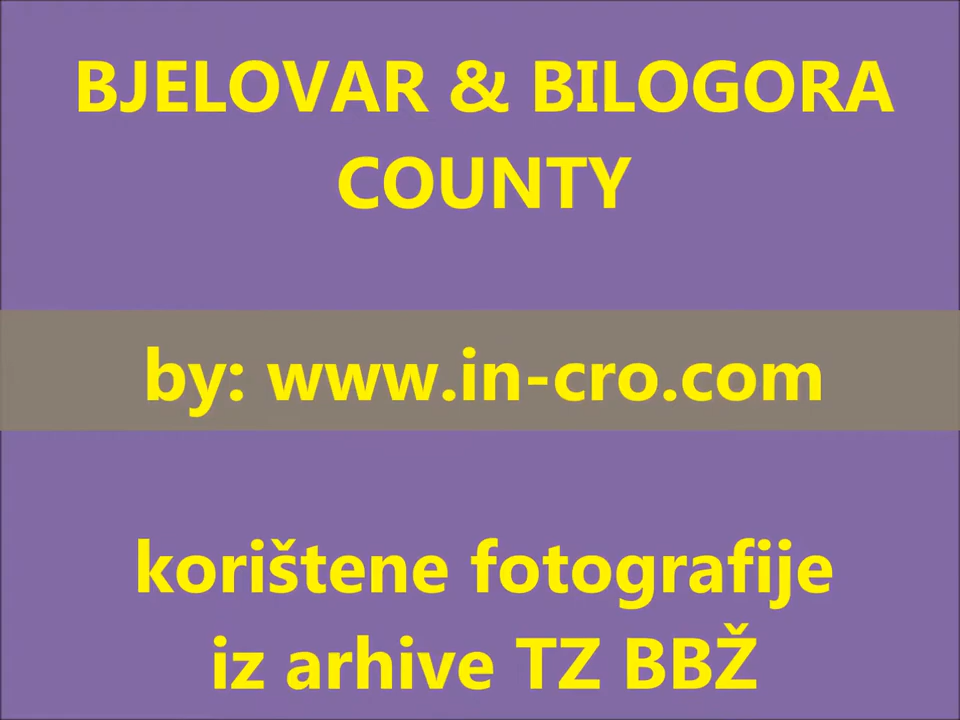 BJELOVAR & BILOGORA
COUNTY
by: www.in-cro.com
korištene fotografije
iz arhive TZ BBŽ